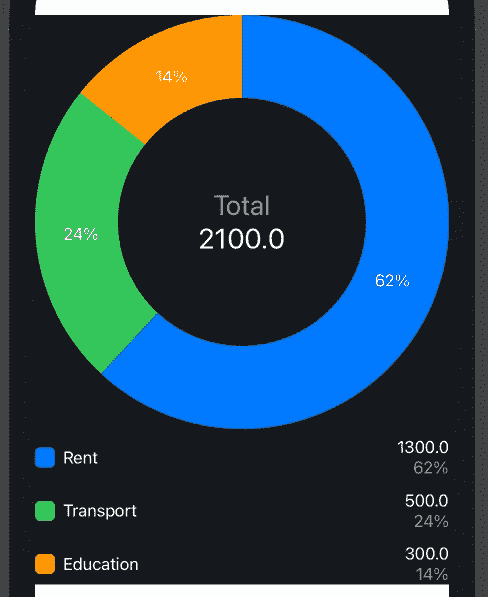 14%
Total
24%
2100.0
62%
Rent
1300.0
62%
Transport
500.0
24%
Education
300.0
14%